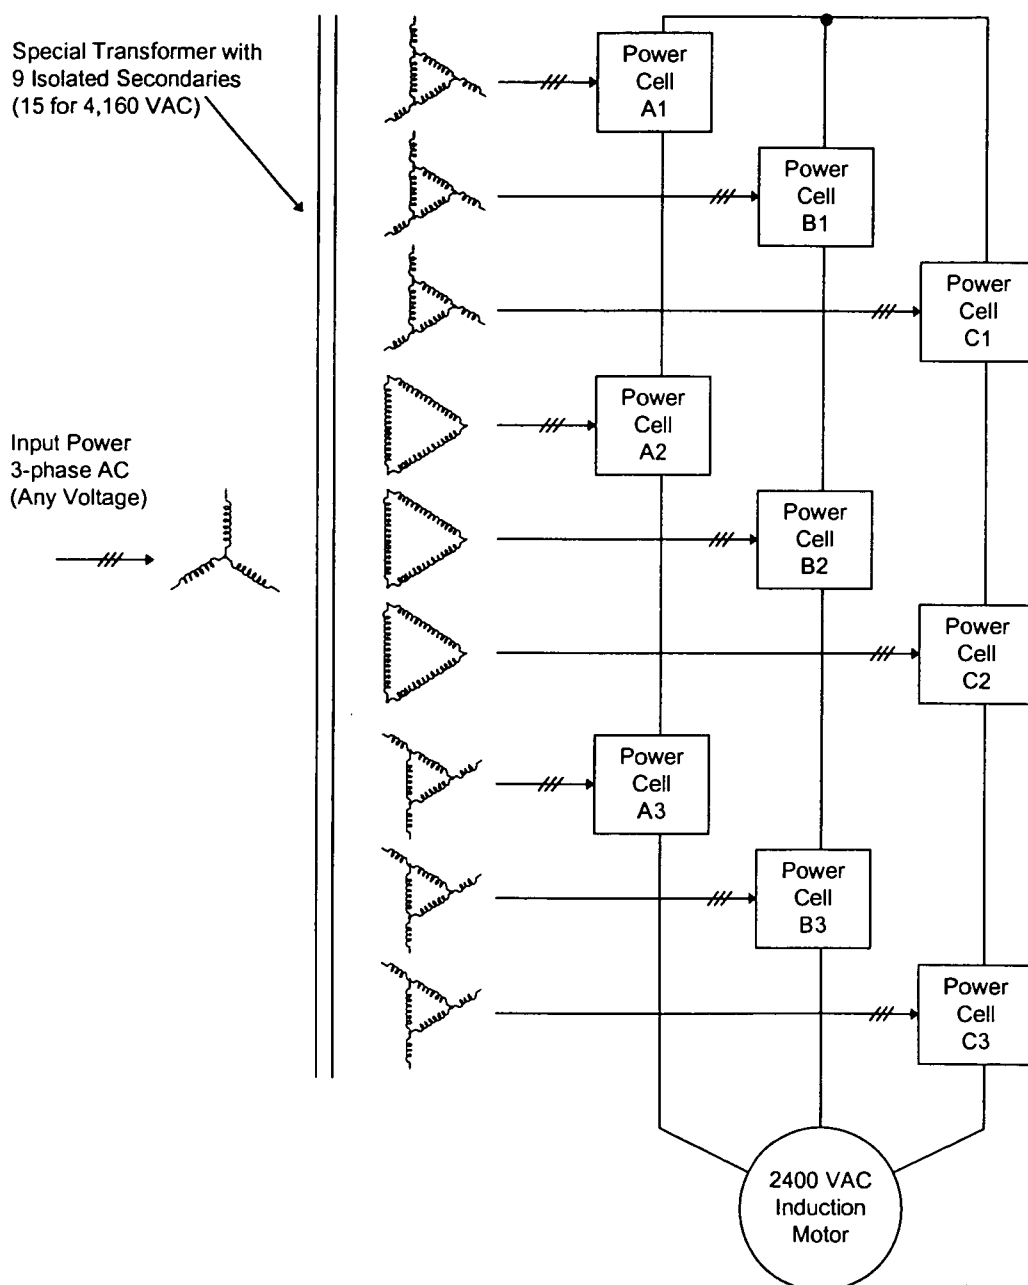 Special Transformer with
9 Isolated Secondaries
(15 for 4,160 VAC)
Power
Cell
A1
Power
Cell
B1
Power
Cell
C1
Power
Cell
A2
Input Power
3-phase AC
(Any Voltage)
Power
Cell
B2
Power
Cell
C2
Power
Cell
A3
Power
Cell
B3
Power
Cell
C3
2400 VAC
Induction
Motor